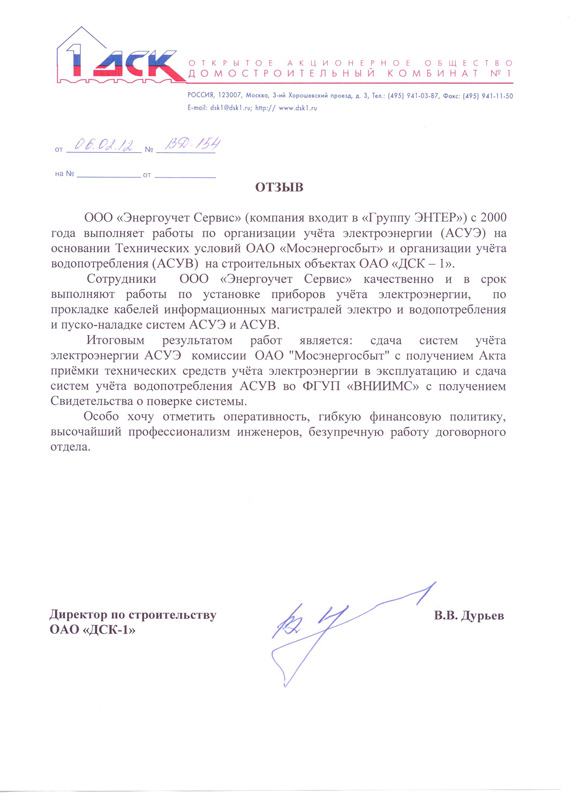 1 ДСК
ОТКРЫТОЕ АКЦИОНЕРНОЕ ОБЩЕСТВО
ДОМОСТРОИТЕЛЬНЫЙ КОМБИНАТ №1
РОССИЯ, 123007, Москва, 3-ий Хорошевский проезд, д. 3, Тел.: (495) 941-03-87, Факс: (495) 941-11-50
E-mail: dsk1@dsk1.ru; http:// www.dsk1.ru
от 06.02.12 № ВД-154
на № от
ОТЗЫВ
ООО «Энергоучет Сервис» (компания входит в «Группу ЭНТЕР») с 2000
года выполняет работы по организации учёта электроэнергии (АСУЭ) на
основании Технических условий ОАО «Мосэнергосбыт» и организации учёта
водопотребления (АСУВ) на строительных объектах ОАО «ДСК – 1».
Сотрудники ООО «Энергоучет Сервис» качественно и в срок
выполняют работы по установке приборов учёта электроэнергии, по
прокладке кабелей информационных магистралей электро и водопотребления
и пуско-наладке систем АСУЭ и АСУВ.
Итоговым результатом работ является: сдача систем учёта
электроэнергии АСУЭ комиссии ОАО "Мосэнергосбыт" с получением Акта
приёмки технических средств учёта электроэнергии в эксплуатацию и сдача
систем учёта водопотребления АСУВ во ФГУП «ВНИИМС» с получением
Свидетельства о поверке системы.
Особо хочу отметить оперативность, гибкую финансовую политику,
высочайший профессионализм инженеров, безупречную работу договорного
отдела.
Директор по строительству
ОАО «ДСК-1»
В.В. Дурьев